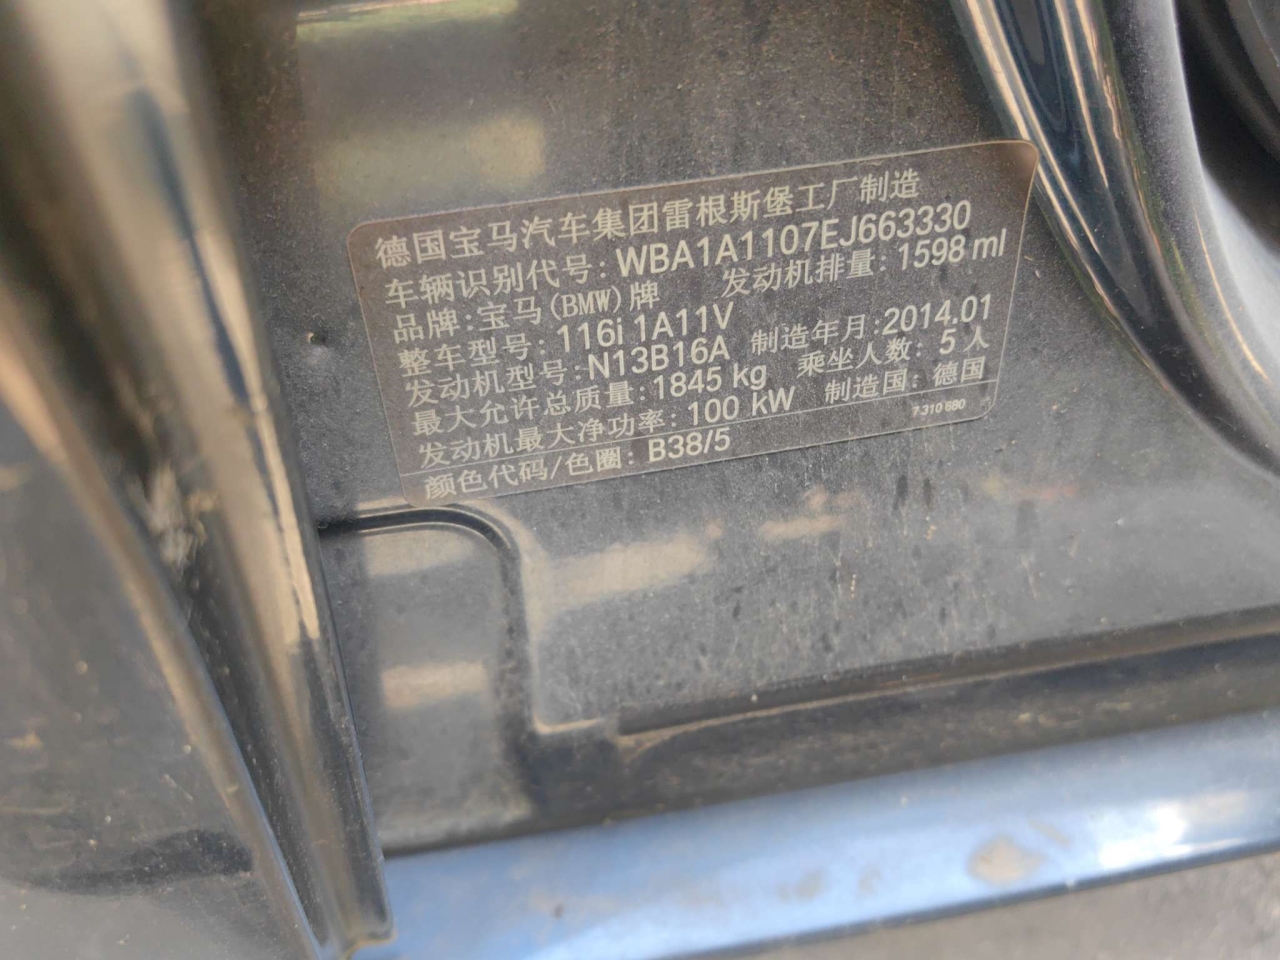 德国宝马汽车集团雷根斯堡工厂制造
车辆识别代号: WBA1A1107EJ663330
品牌: 宝马(BMW)牌 发动机排量: 1598 ml
整车型号: 116i 1A11V
发动机型号: N13B16A 制造年月: 2014.01
最大允许总质量: 1845 kg 乘坐人数: 5 人
发动机最大净功率: 100 kW 制造国: 德国
颜色代码/色圈: B38/5 7 310 680